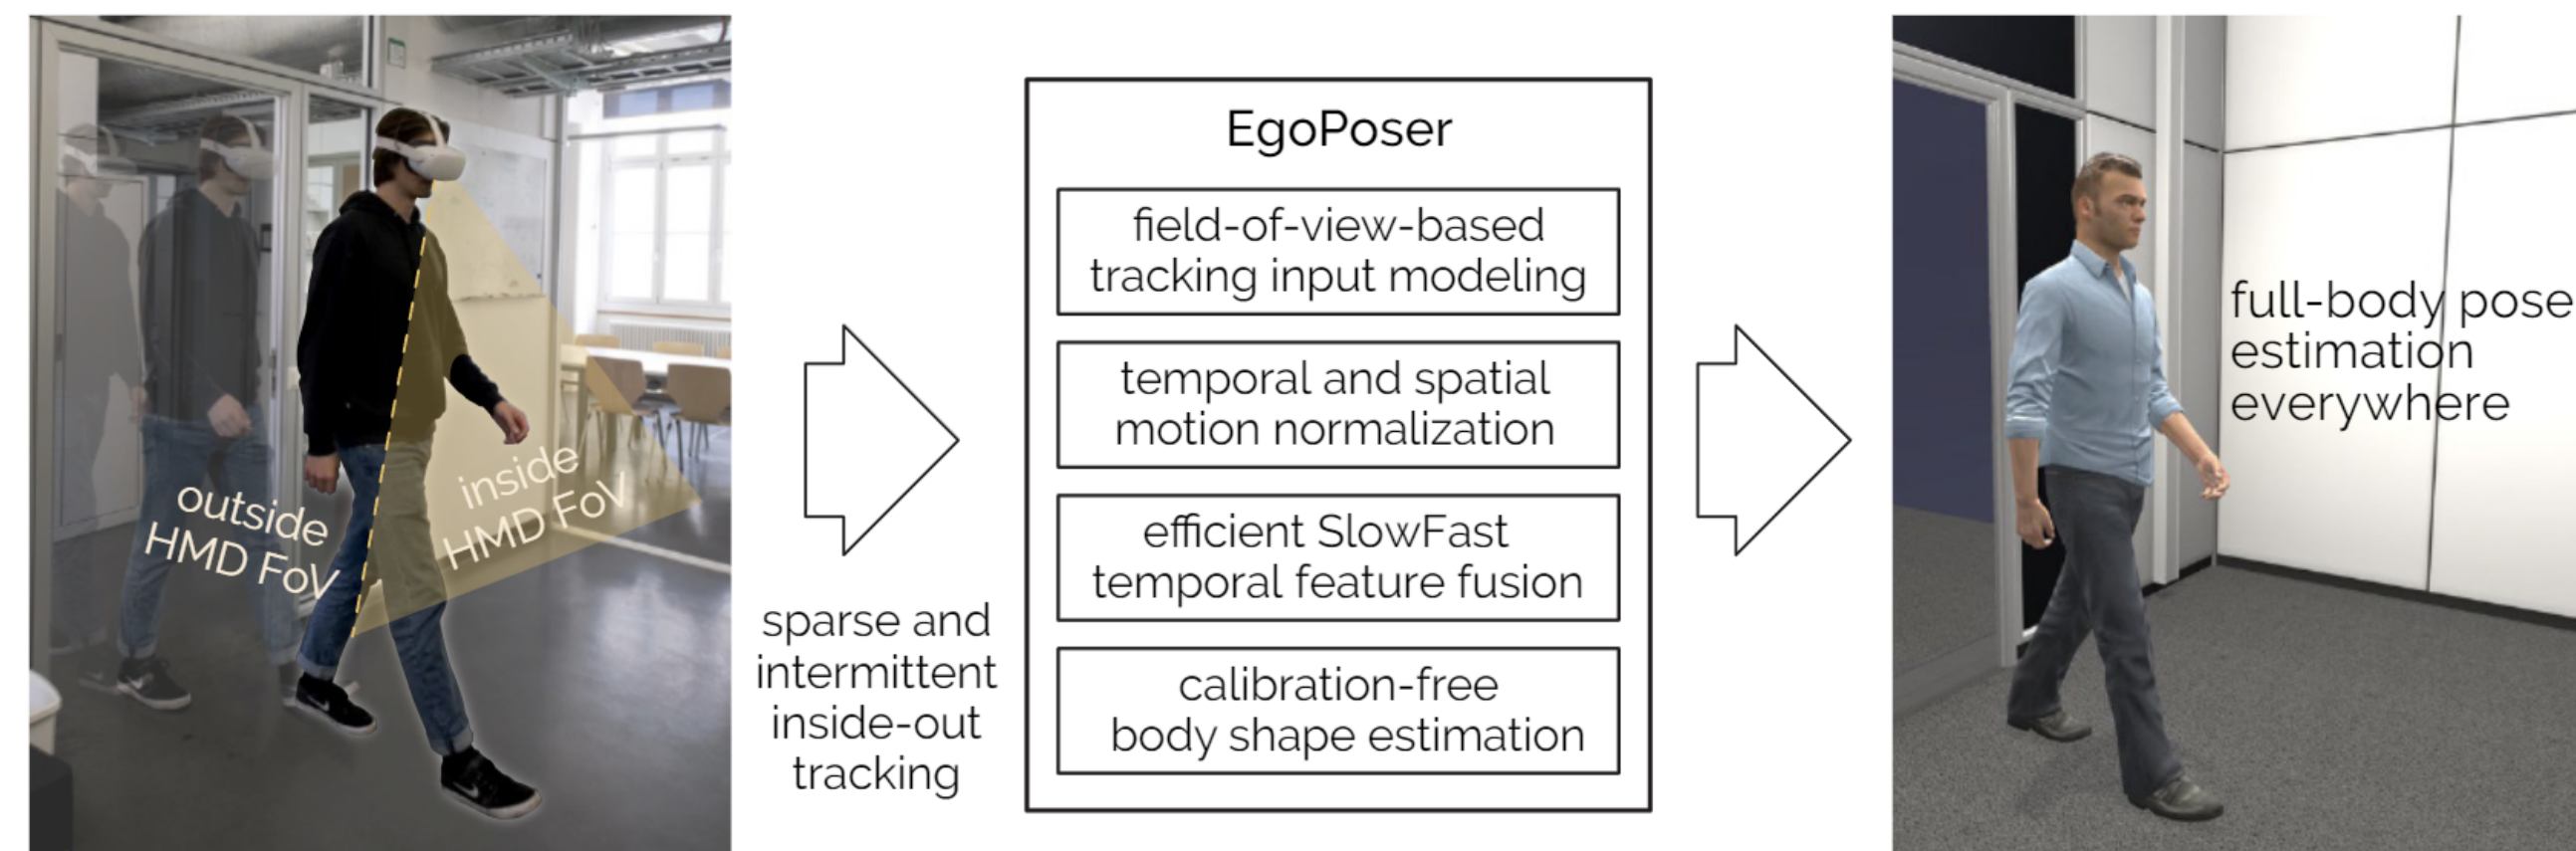 outside
HMD FoV
inside
HMD FoV
sparse and
intermittent
inside-out
tracking
EgoPoser
field-of-view-based
tracking input modeling
temporal and spatial
motion normalization
efficient SlowFast
temporal feature fusion
calibration-free
body shape estimation
full-body pose
estimation
everywhere